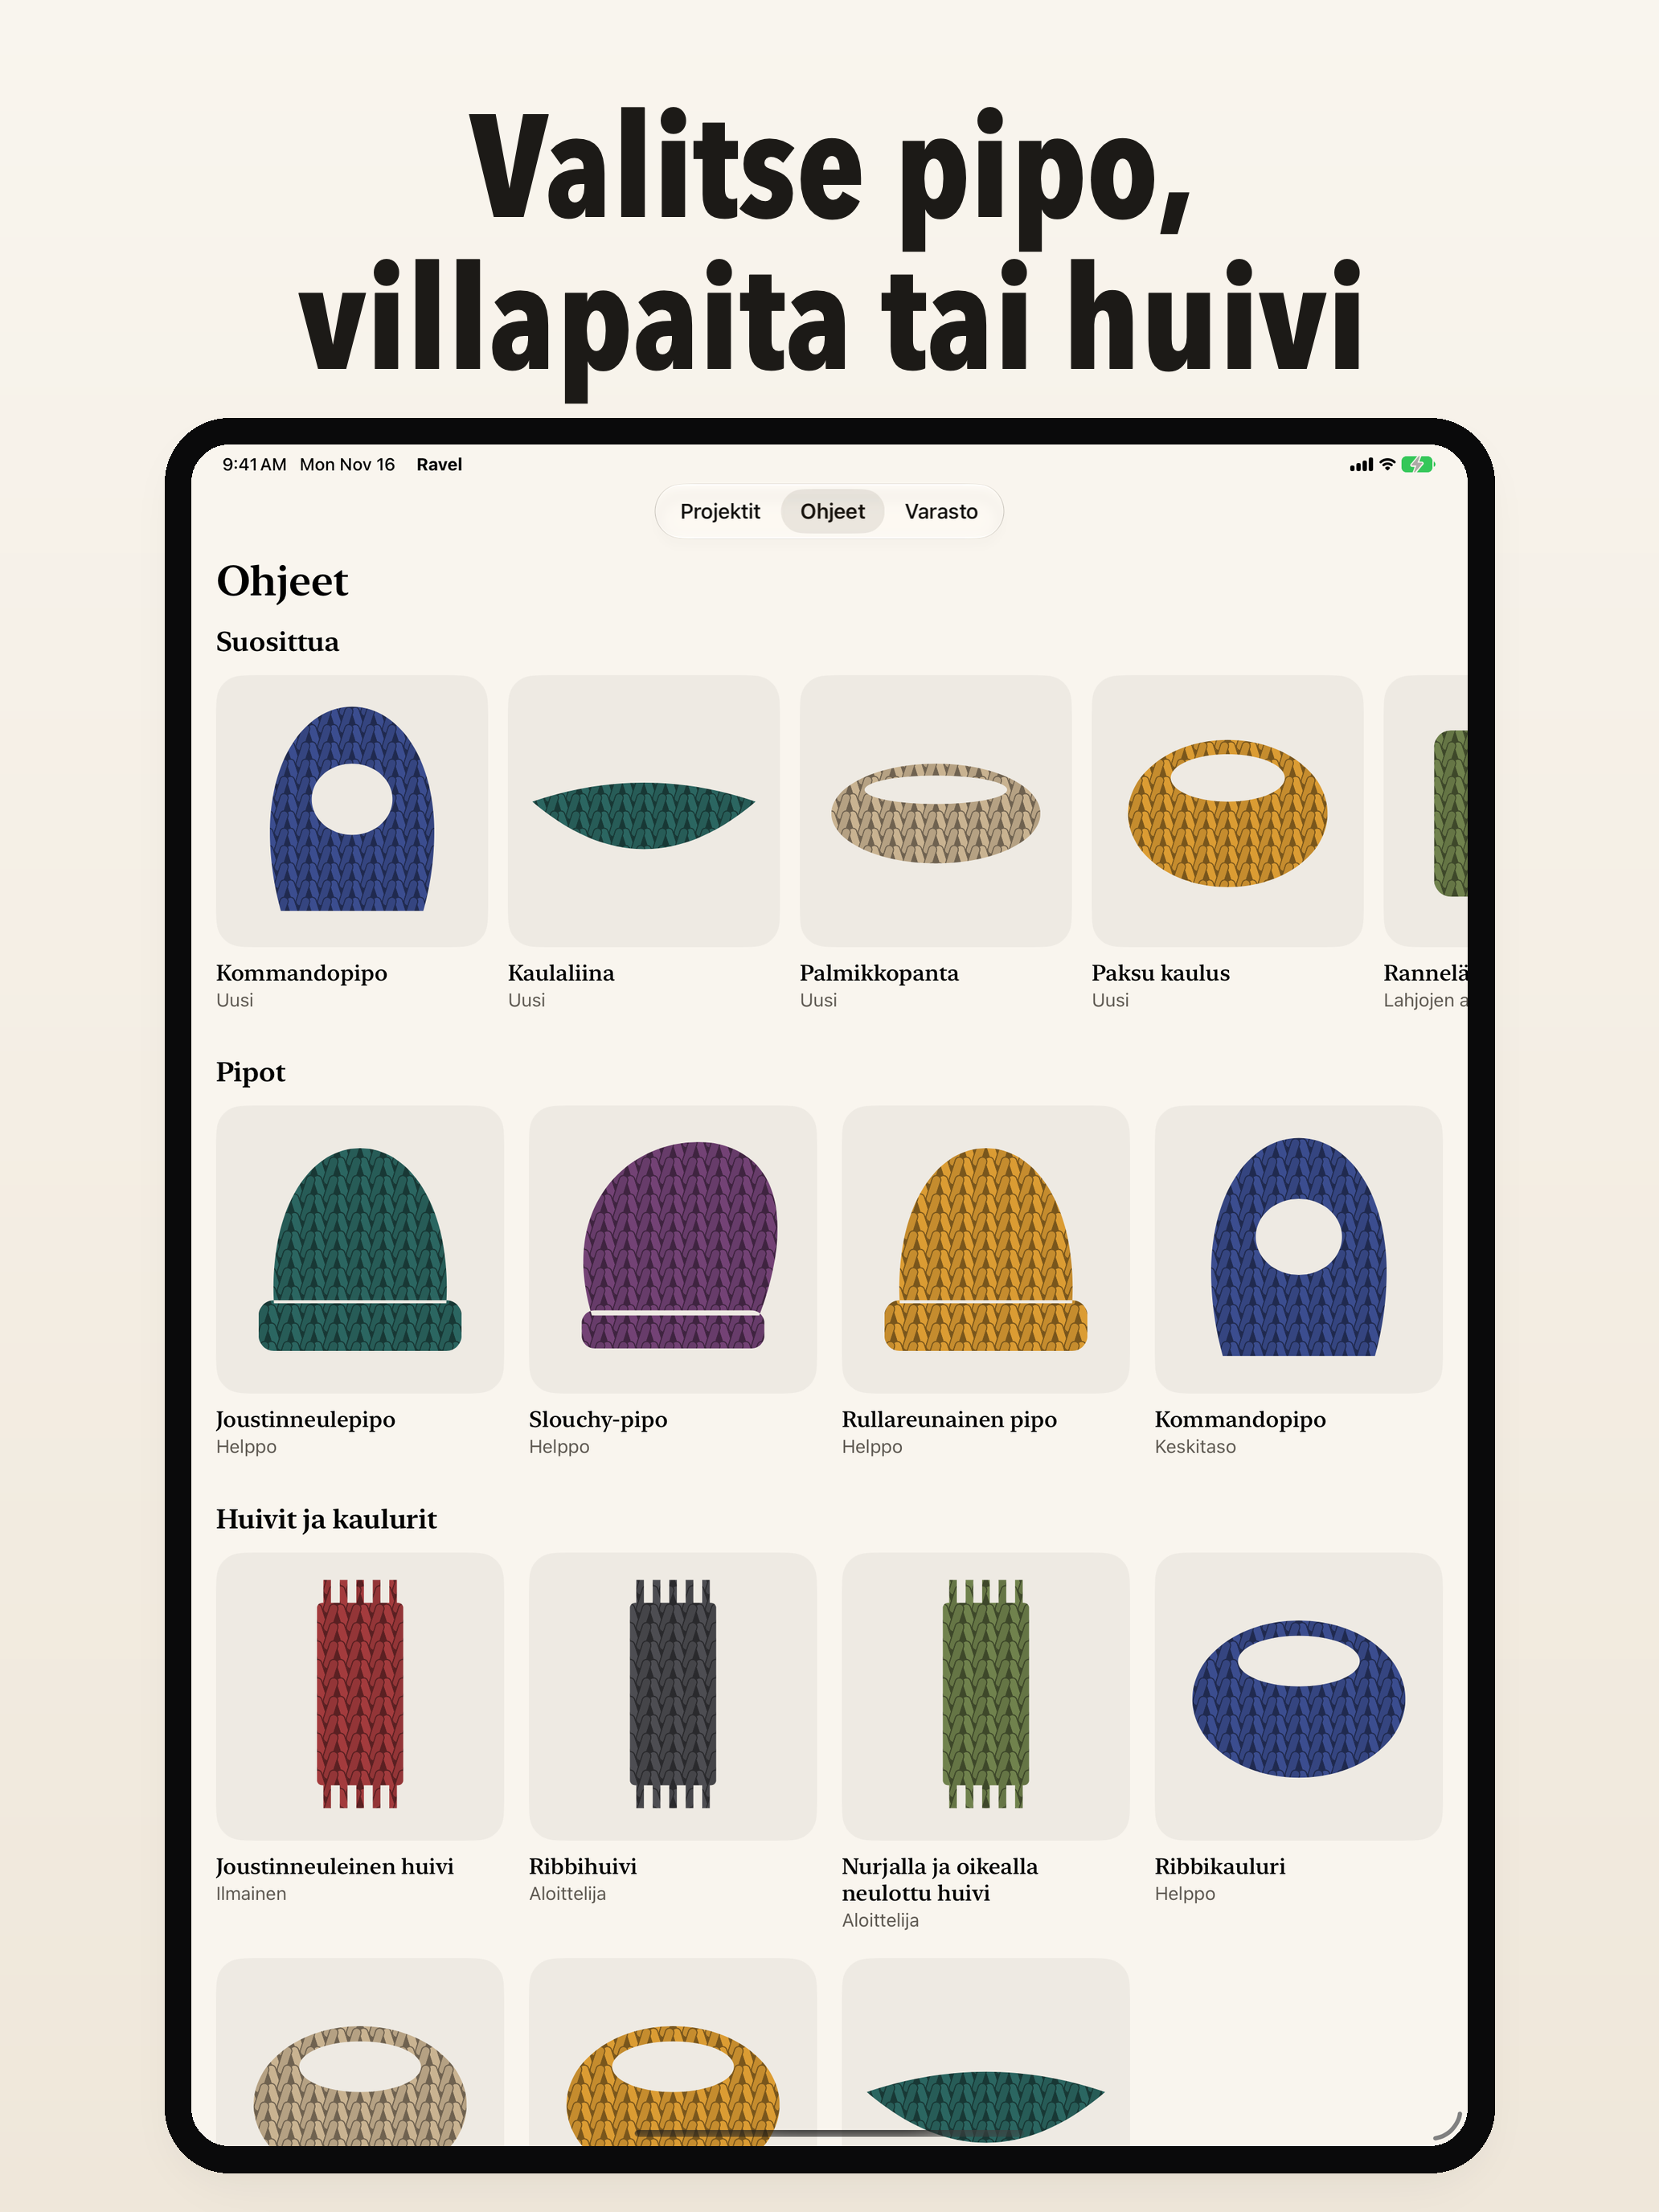 Valitse pipo,
villapaita tai huivi
9:41 AM Mon Nov 16 Ravel
Projektit Ohjeet Varasto
Ohjeet
Suosittua
Kommandopipo
Uusi
Kaulaliina
Uusi
Palmikkopanta
Uusi
Paksu kaulus
Uusi
Rannelä
Lahjojen a
Pipot
Joustinneulepipo
Helppo
Slouchy-pipo
Helppo
Rullareunainen pipo
Helppo
Kommandopipo
Keskitaso
Huivit ja kaulurit
Joustinneuleinen huivi
Ilmainen
Ribbihuivi
Aloittelija
Nurjalla ja oikealla
neulottu huivi
Aloittelija
Ribbikauluri
Helppo